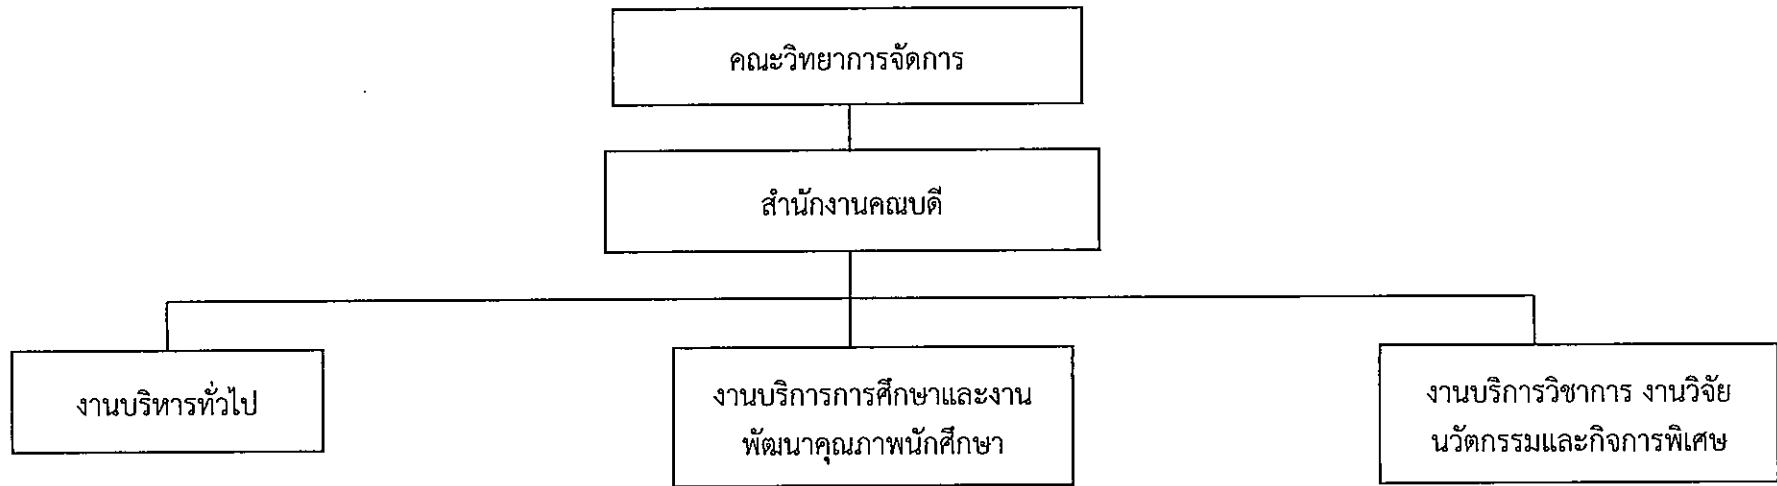 คณะวิทยาการจัดการ
สำนักงานคณบดี
งานบริหารทั่วไป
งานบริการการศึกษาและงาน
พัฒนาคุณภาพนักศึกษา
งานบริการวิชาการ งานวิจัย
นวัตกรรมและกิจการพิเศษ